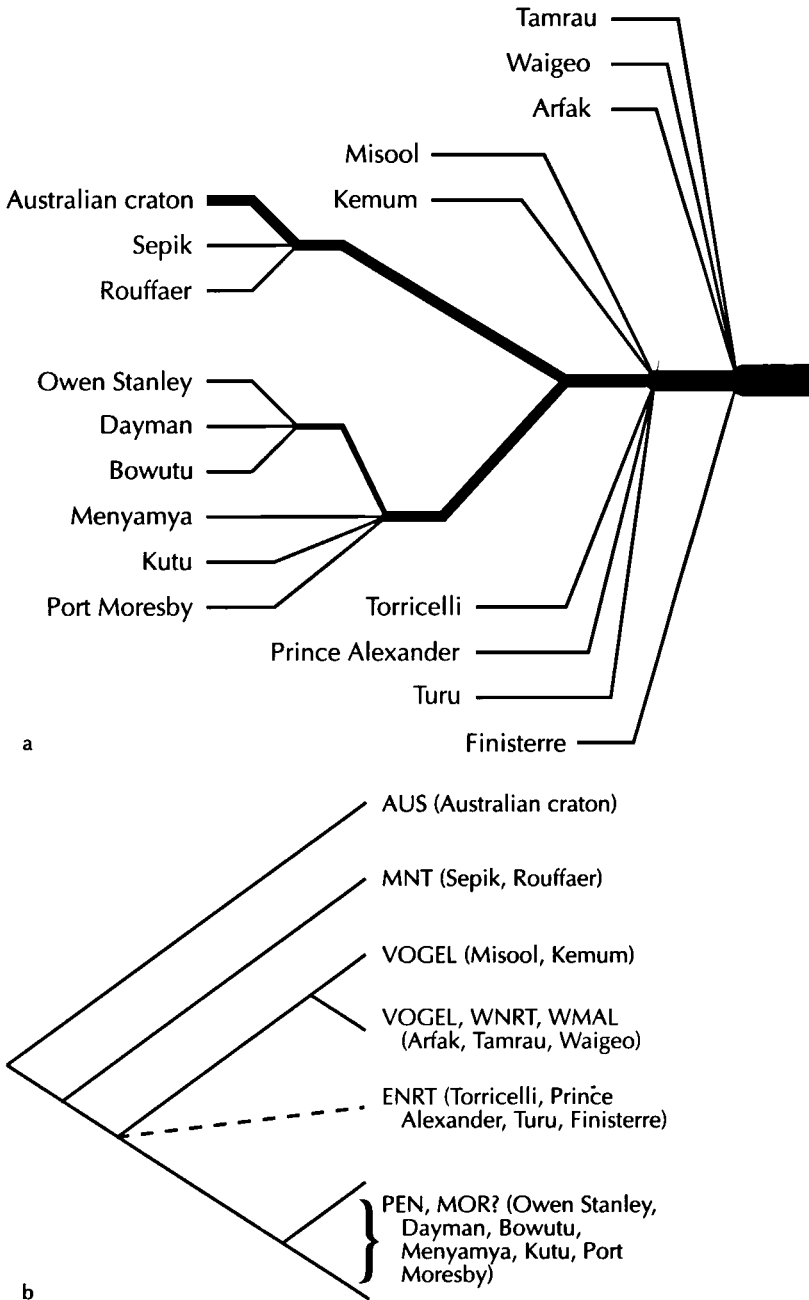 Tamrau
Waigeo
Arfak
Misool
Kemum
Australian craton
Sepik
Rouffaer
Owen Stanley
Dayman
Bowutu
Menyamya
Kutu
Port Moresby
Torricelli
Prince Alexander
Turu
Finisterre
a
AUS (Australian craton)
MNT (Sepik, Rouffaer)
VOGEL (Misool, Kemum)
VOGEL, WNRT, WMAL
(Arfak, Tamrau, Waigeo)
ENRT (Torricelli, Prince
Alexander, Turu, Finisterre)
PEN, MOR? (Owen Stanley,
Dayman, Bowutu,
Menyamya, Kutu, Port
Moresby)
b